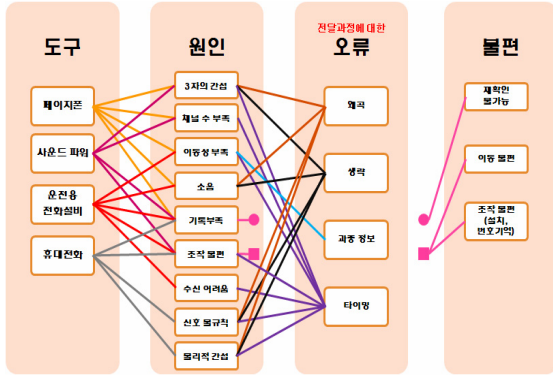 전달과정에 대한
도구
원인
오류
불편
페이지폰
사운드 파워
운전용
전화설비
휴대전화
3자의 간섭
채널 수 부족
이동성 부족
소음
기록부족
조작 불편
수신 어려움
신호 불규칙
물리적 간섭
왜곡
생략
과중 정보
타이밍
재확인
불가능
이동 불편
조작 불편
(설치,
번호기억)